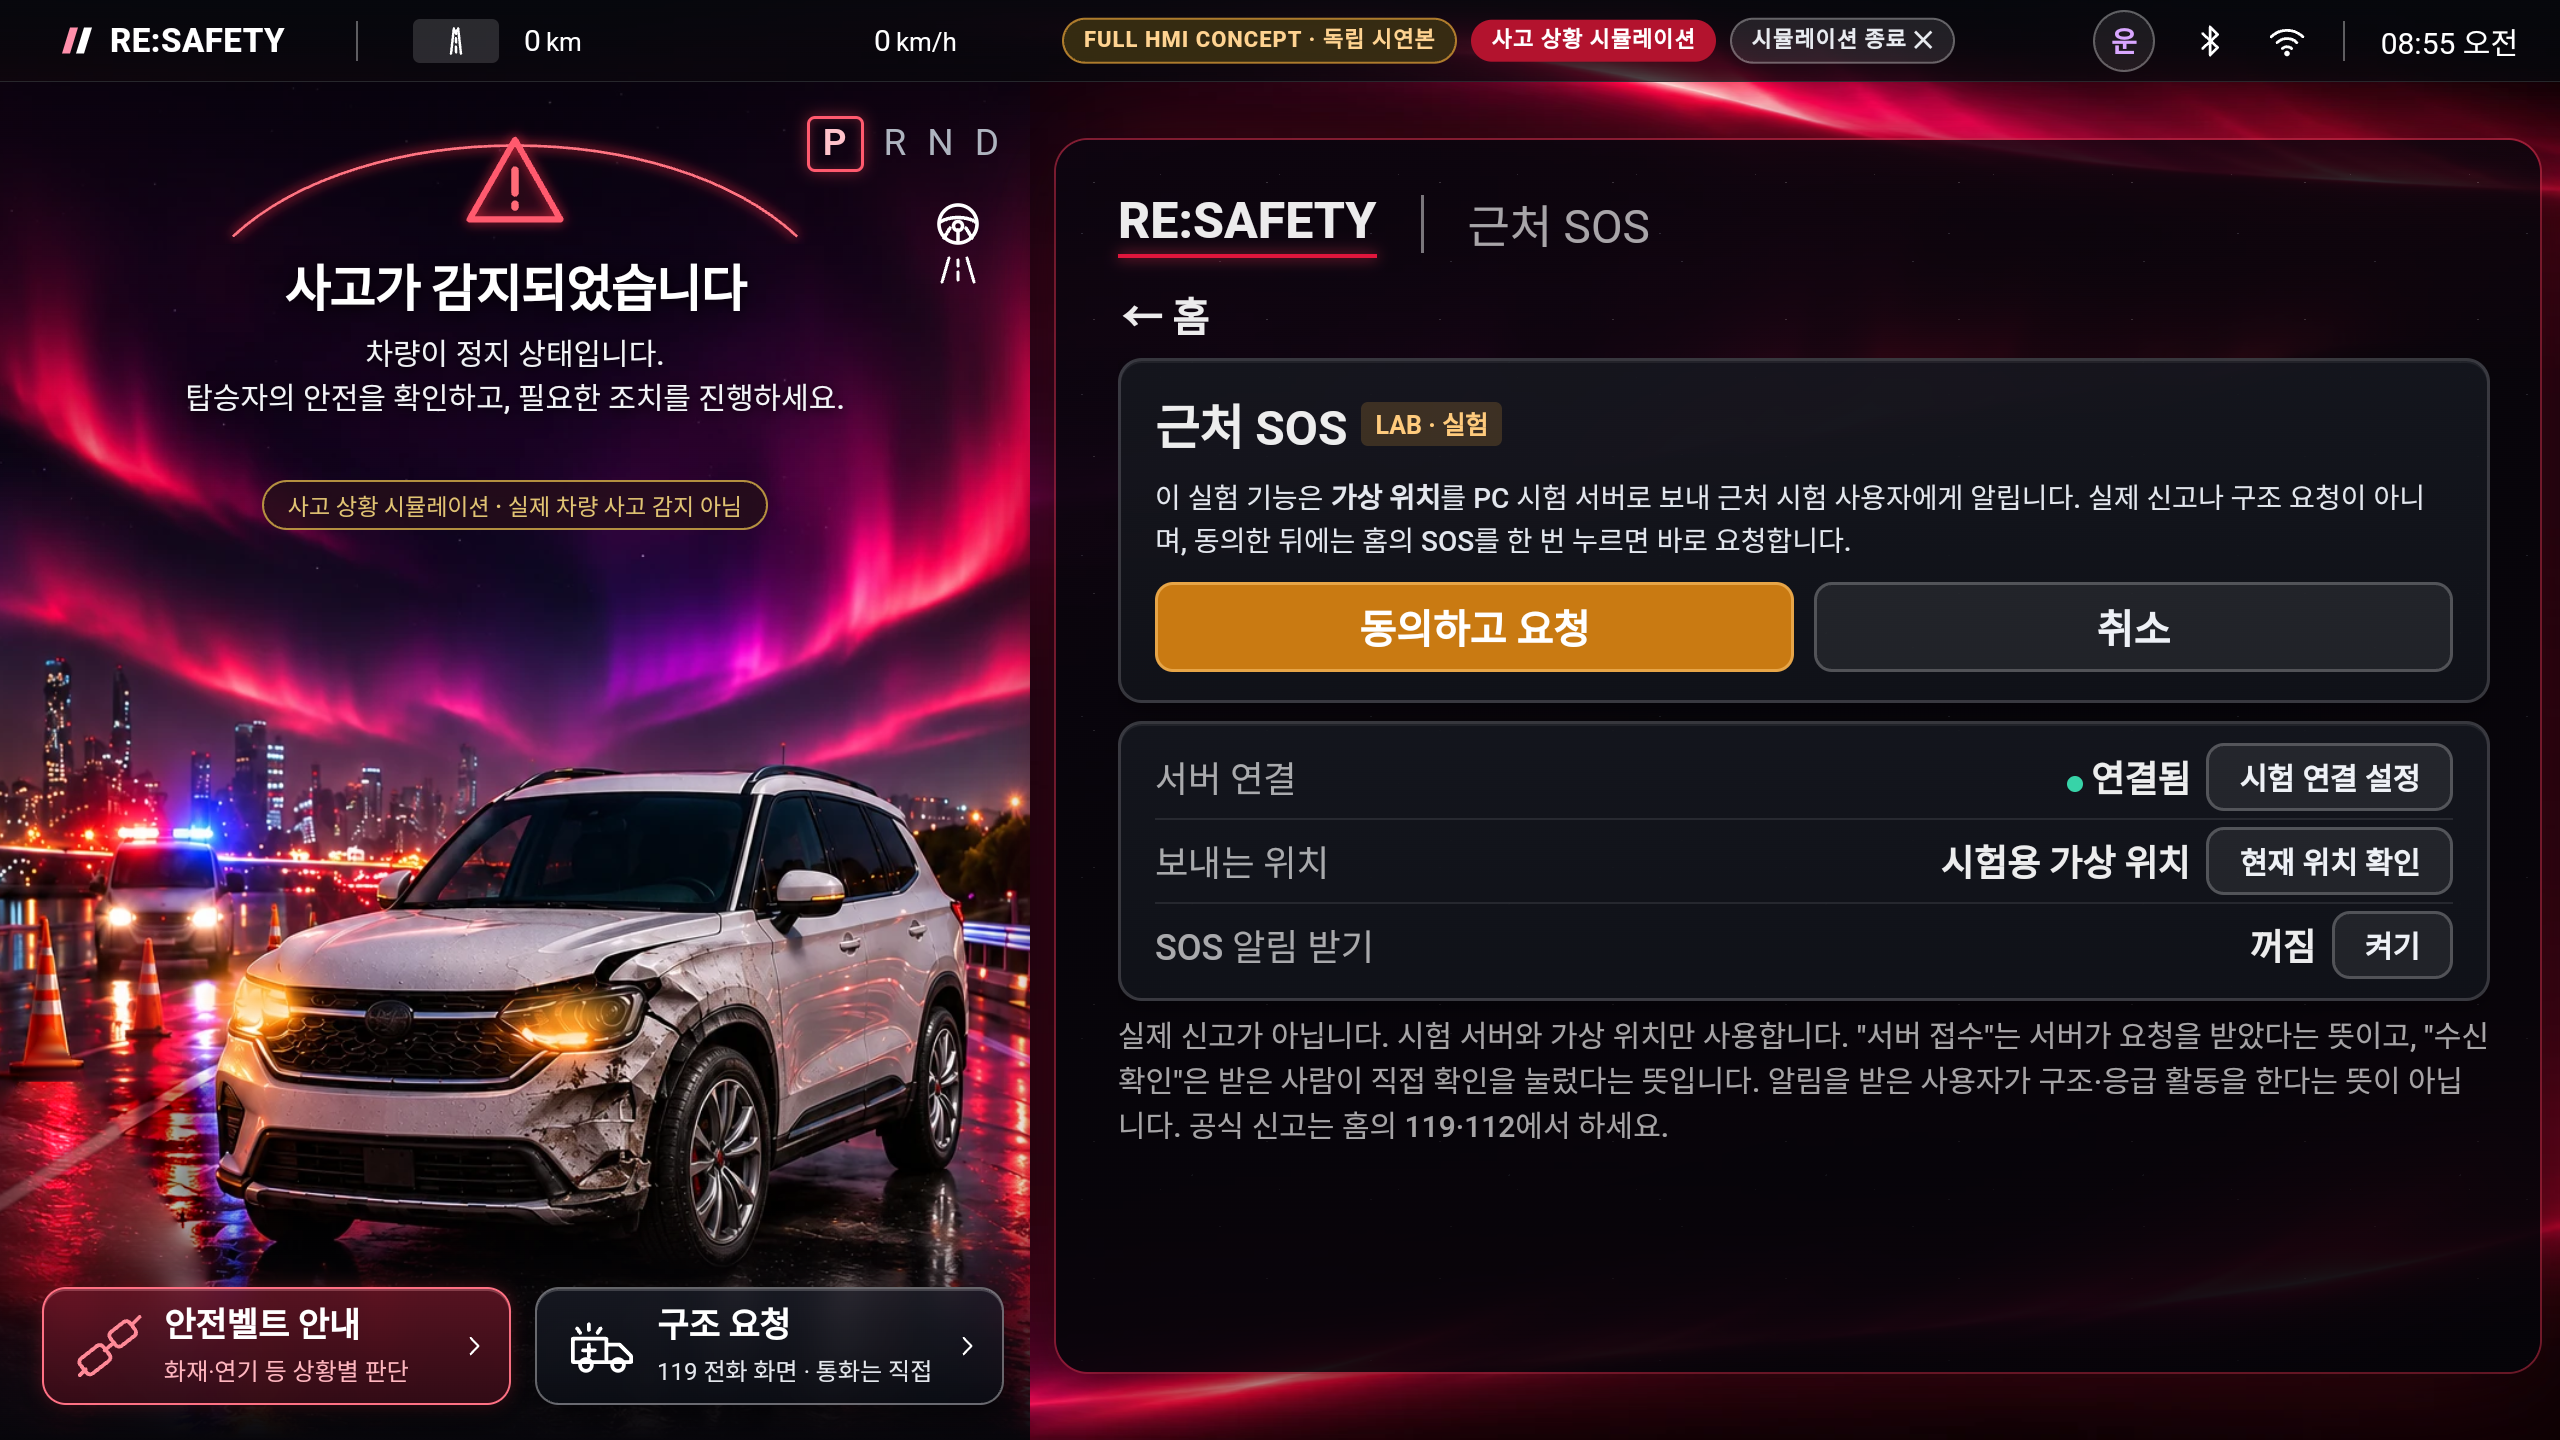 RE:SAFETY
0 km
0 km/h
FULL HMI CONCEPT · 독립 시연본
사고 상황 시뮬레이션
시뮬레이션 종료 ✕
운
08:55 오전
P R N D
사고가 감지되었습니다
차량이 정지 상태입니다.
탑승자의 안전을 확인하고, 필요한 조치를 진행하세요.
사고 상황 시뮬레이션 · 실제 차량 사고 감지 아님
안전벨트 안내
화재·연기 등 상황별 판단
구조 요청
119 전화 화면 · 통화는 직접
RE:SAFETY
근처 SOS
← 홈
근처 SOS
LAB · 실험
이 실험 기능은 가상 위치를 PC 시험 서버로 보내 근처 시험 사용자에게 알립니다. 실제 신고나 구조 요청이 아니
며, 동의한 뒤에는 홈의 SOS를 한 번 누르면 바로 요청합니다.
동의하고 요청
취소
서버 연결
연결됨
시험 연결 설정
보내는 위치
시험용 가상 위치
현재 위치 확인
SOS 알림 받기
꺼짐
켜기
실제 신고가 아닙니다. 시험 서버와 가상 위치만 사용합니다. "서버 접수"는 서버가 요청을 받았다는 뜻이고, "수신
확인"은 받은 사람이 직접 확인을 눌렀다는 뜻입니다. 알림을 받은 사용자가 구조·응급 활동을 한다는 뜻이 아닙
니다. 공식 신고는 홈의 119·112에서 하세요.